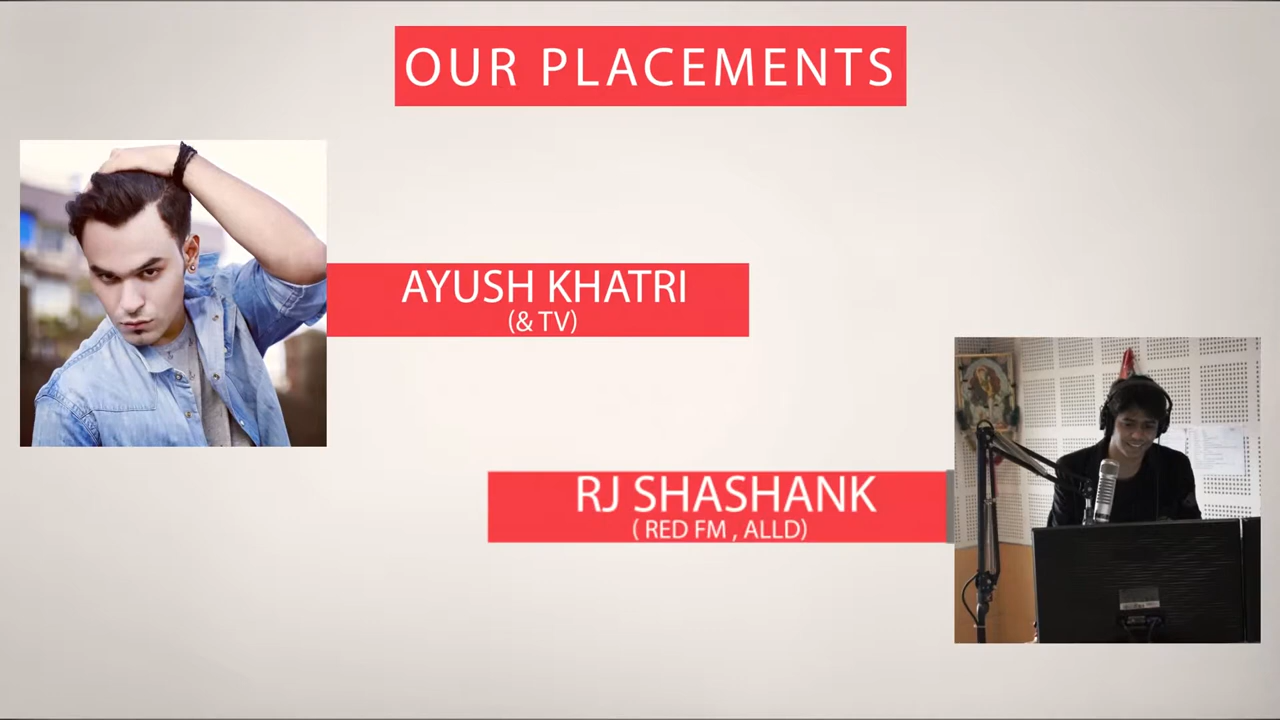 OUR PLACEMENTS
AYUSH KHATRI
(& TV)
RJ SHASHANK
( RED FM , ALLD)